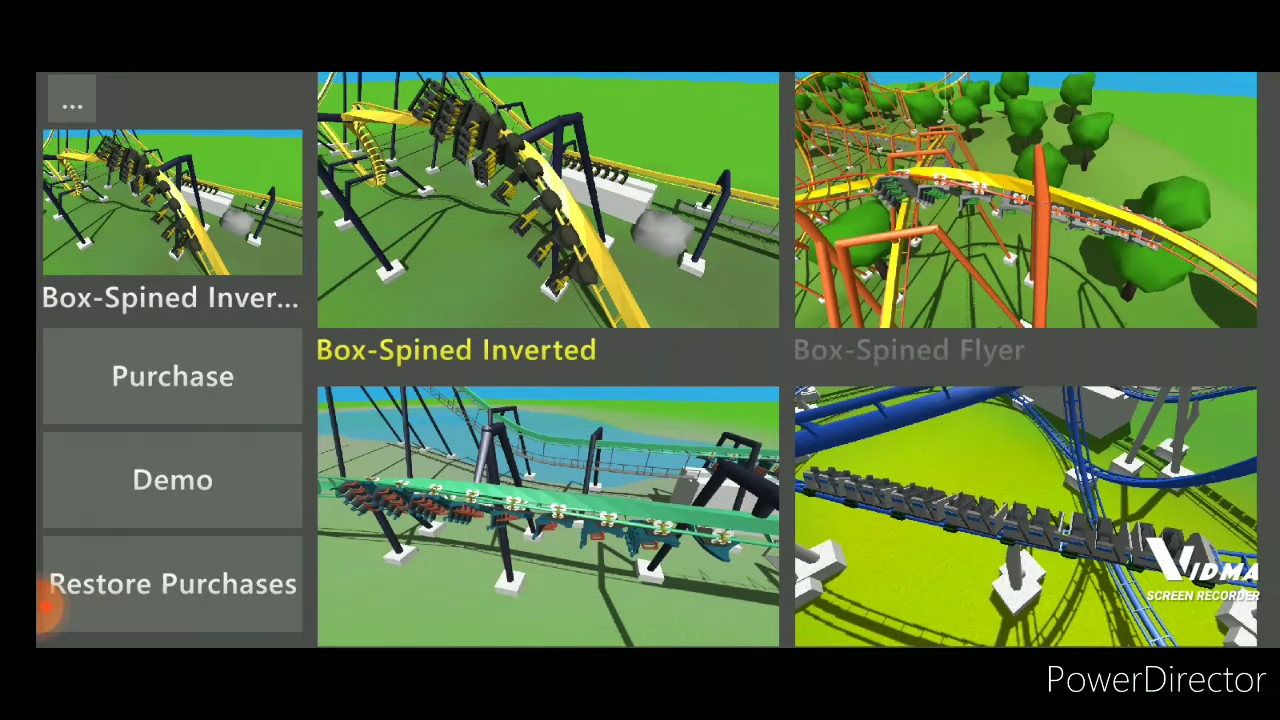 ...
Box-Spined Inver...
Purchase
Demo
Restore Purchases
Box-Spined Inverted
Box-Spined Flyer
VIDMA
SCREEN RECORDER
PowerDirector